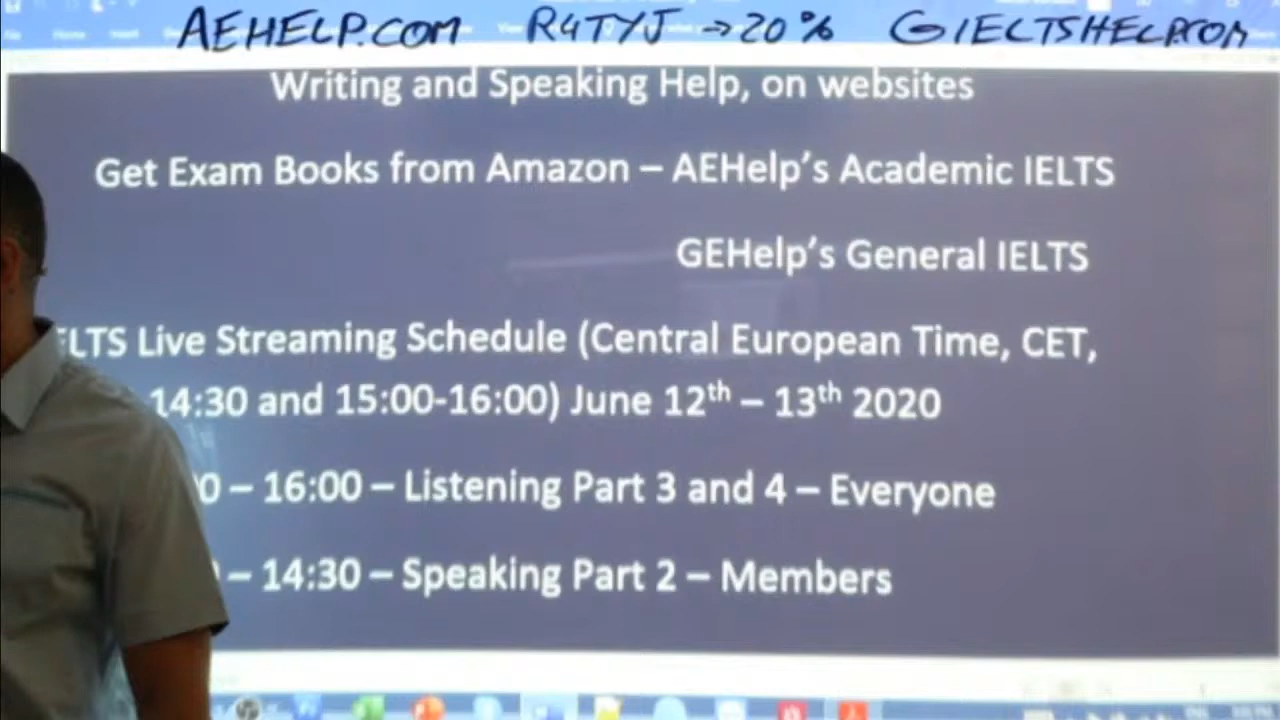 AEHELP.COM R4TYJ → 20% GIELTSHELP.COM
Writing and Speaking Help, on websites
Get Exam Books from Amazon – AEHelp's Academic IELTS
GEHelp's General IELTS
ELTS Live Streaming Schedule (Central European Time, CET,
14:30 and 15:00-16:00) June 12th – 13th 2020
0 – 16:00 – Listening Part 3 and 4 – Everyone
– 14:30 – Speaking Part 2 – Members